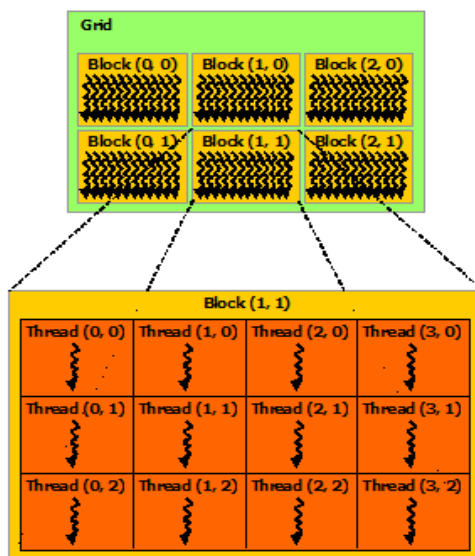 Grid
Block (0, 0) Block (1, 0) Block (2, 0)
Block (0, 1) Block (1, 1) Block (2, 1)
Block (1, 1)
Thread (0, 0) Thread (1, 0) Thread (2, 0) Thread (3, 0)
Thread (0, 1) Thread (1, 1) Thread (2, 1) Thread (3, 1)
Thread (0, 2) Thread (1, 2) Thread (2, 2) Thread (3, 2)